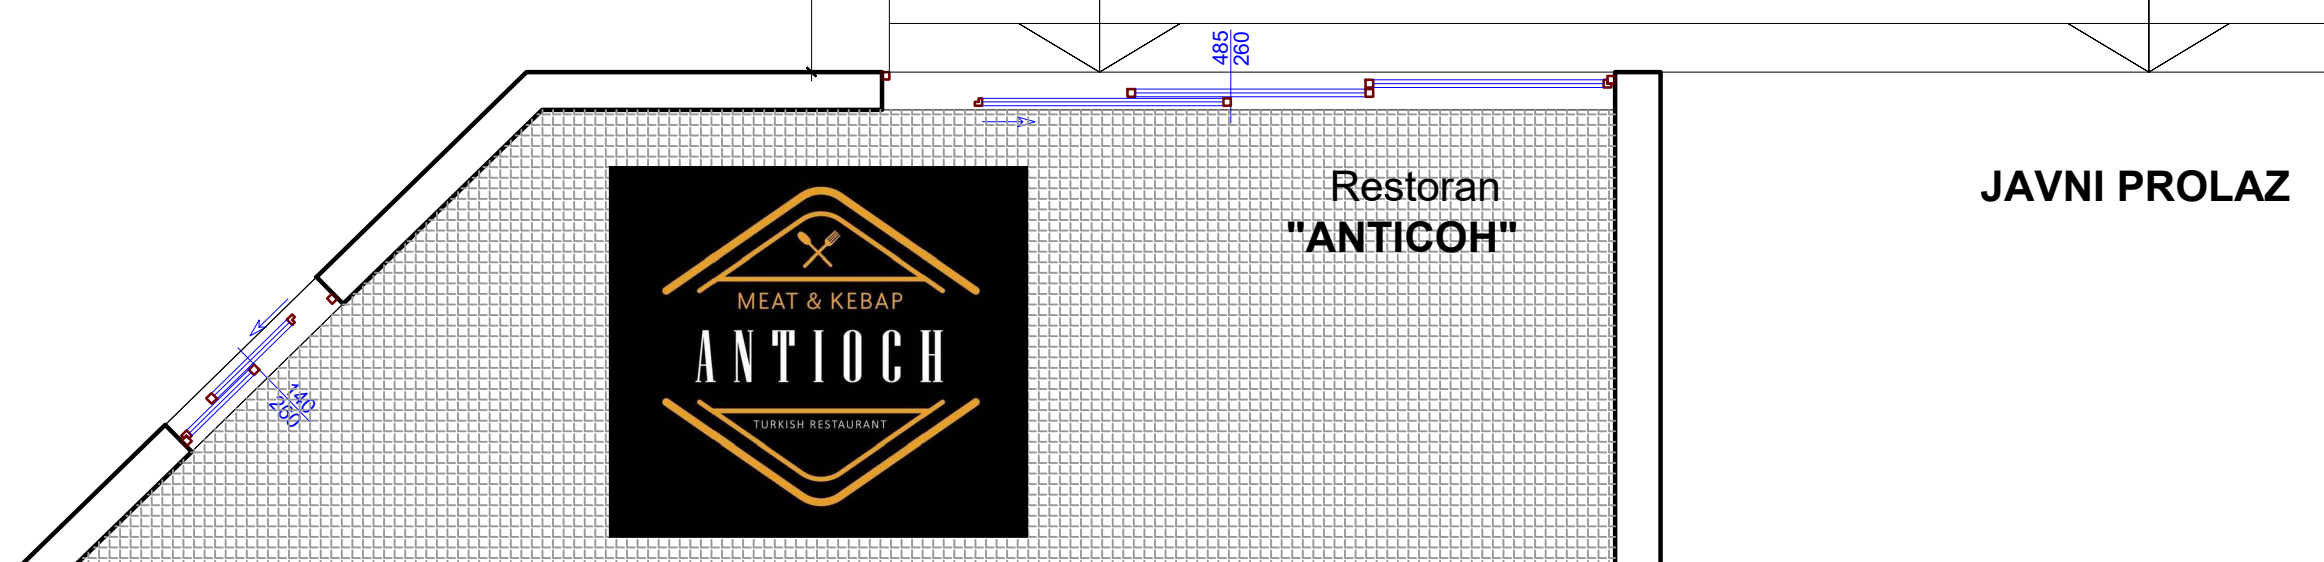 485
260
Restoran
"ANTICOH"
JAVNI PROLAZ
MEAT & KEBAP
ANTIOCH
TURKISH RESTAURANT
140
260